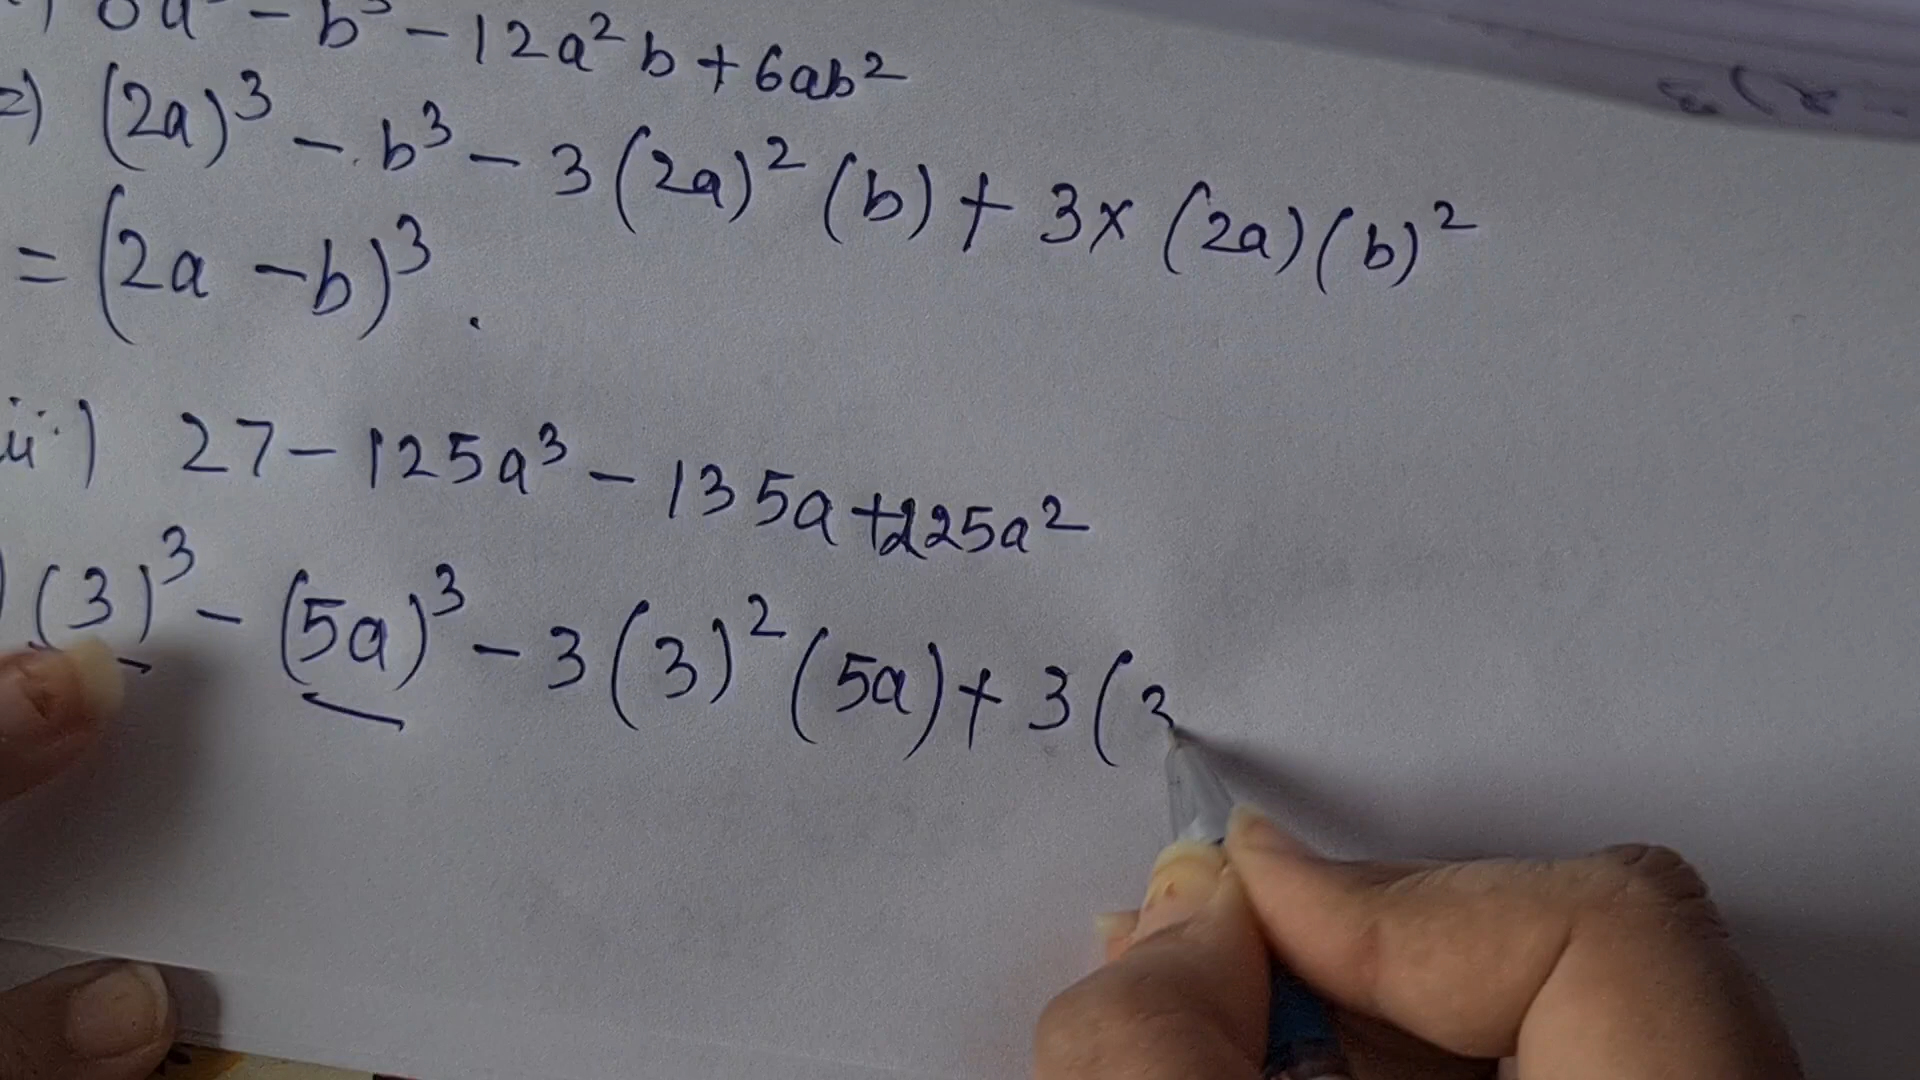 8a³ - b³ - 12a²b + 6ab²
(2a)³ - b³ - 3(2a)²(b) + 3×(2a)(b)²
= (2a - b)³.
ii) 27 - 125a³ - 135a + 225a²
(3)³ - (5a)³ - 3(3)²(5a) + 3(3